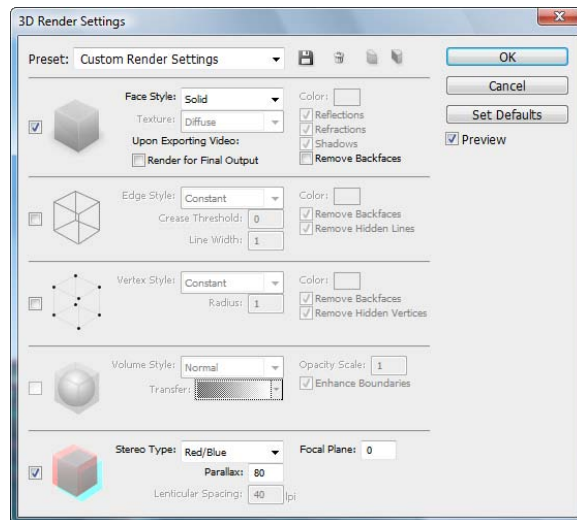 3D Render Settings
Preset: Custom Render Settings
OK
Cancel
Set Defaults
Preview
Face Style: Solid
Color:
Texture: Diffuse
Reflections
Refractions
Upon Exporting Video:
Shadows
Render for Final Output
Remove Backfaces
Edge Style: Constant
Color:
Crease Threshold: 0
Remove Backfaces
Line Width: 1
Remove Hidden Lines
Vertex Style: Constant
Color:
Radius: 1
Remove Backfaces
Remove Hidden Vertices
Volume Style: Normal
Opacity Scale: 1
Transfer:
Enhance Boundaries
Stereo Type: Red/Blue
Focal Plane: 0
Parallax: 80
Lenticular Spacing: 40 lpi